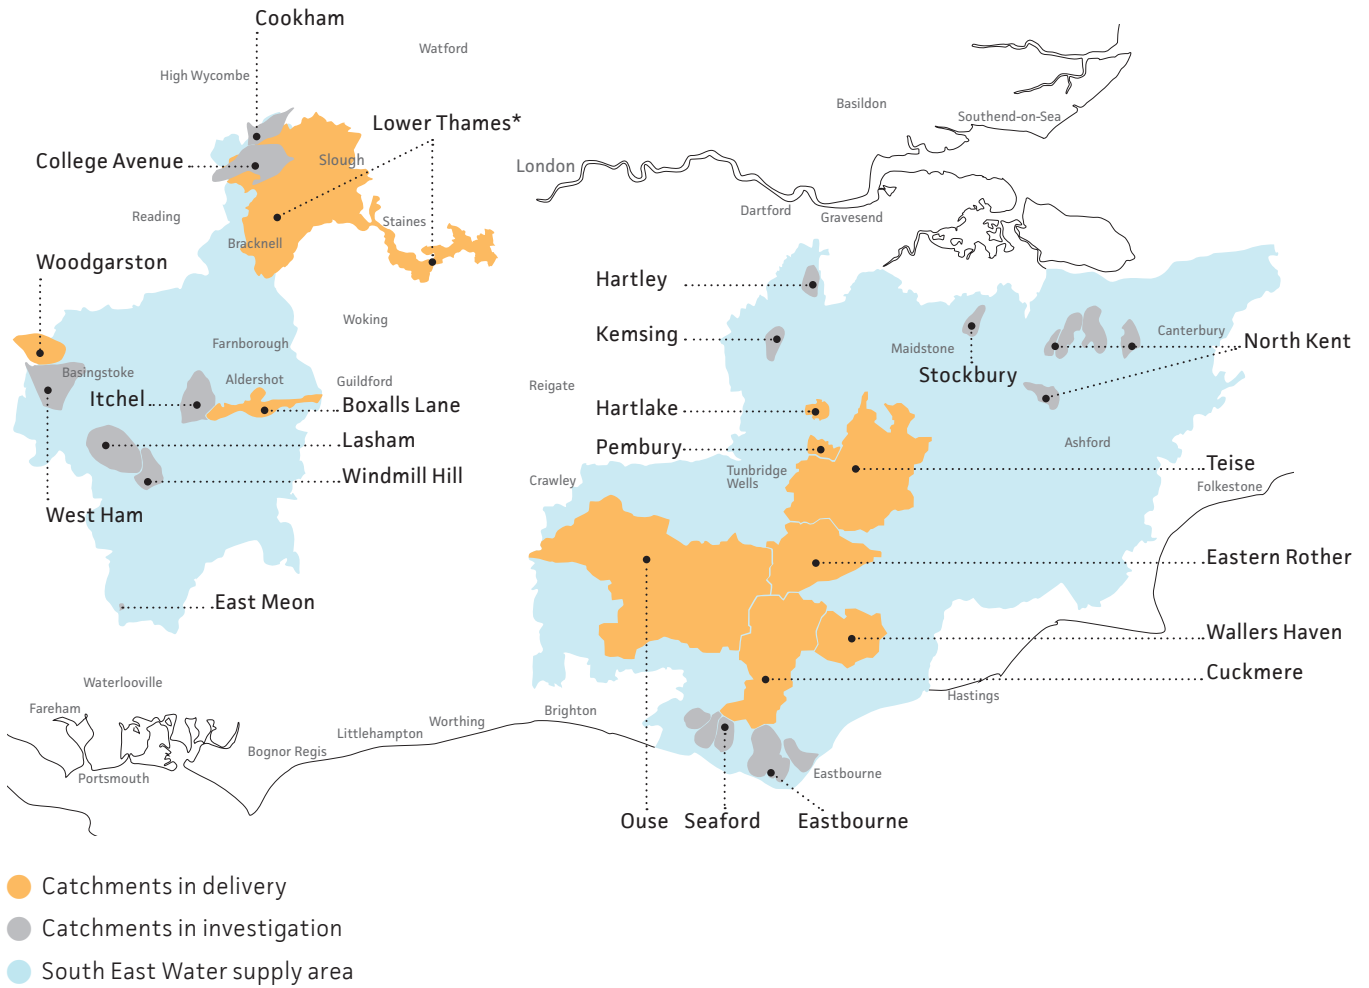 Cookham
Watford
High Wycombe
Basildon
Southend-on-Sea
Lower Thames*
College Avenue
Slough
London
Reading
Staines
Dartford
Gravesend
Bracknell
Woodgarston
Hartley
Woking
Kemsing
Canterbury
North Kent
Farnborough
Maidstone
Stockbury
Basingstoke
Aldershot
Guildford
Reigate
Itchel
Boxalls Lane
Hartlake
Lasham
Pembury
Ashford
Windmill Hill
Crawley
Tunbridge
Wells
Teise
Folkestone
West Ham
Eastern Rother
East Meon
Wallers Haven
Cuckmere
Waterlooville
Hastings
Fareham
Brighton
Worthing
Littlehampton
Bognor Regis
Portsmouth
Eastbourne
Ouse
Seaford
Eastbourne
Catchments in delivery
Catchments in investigation
South East Water supply area